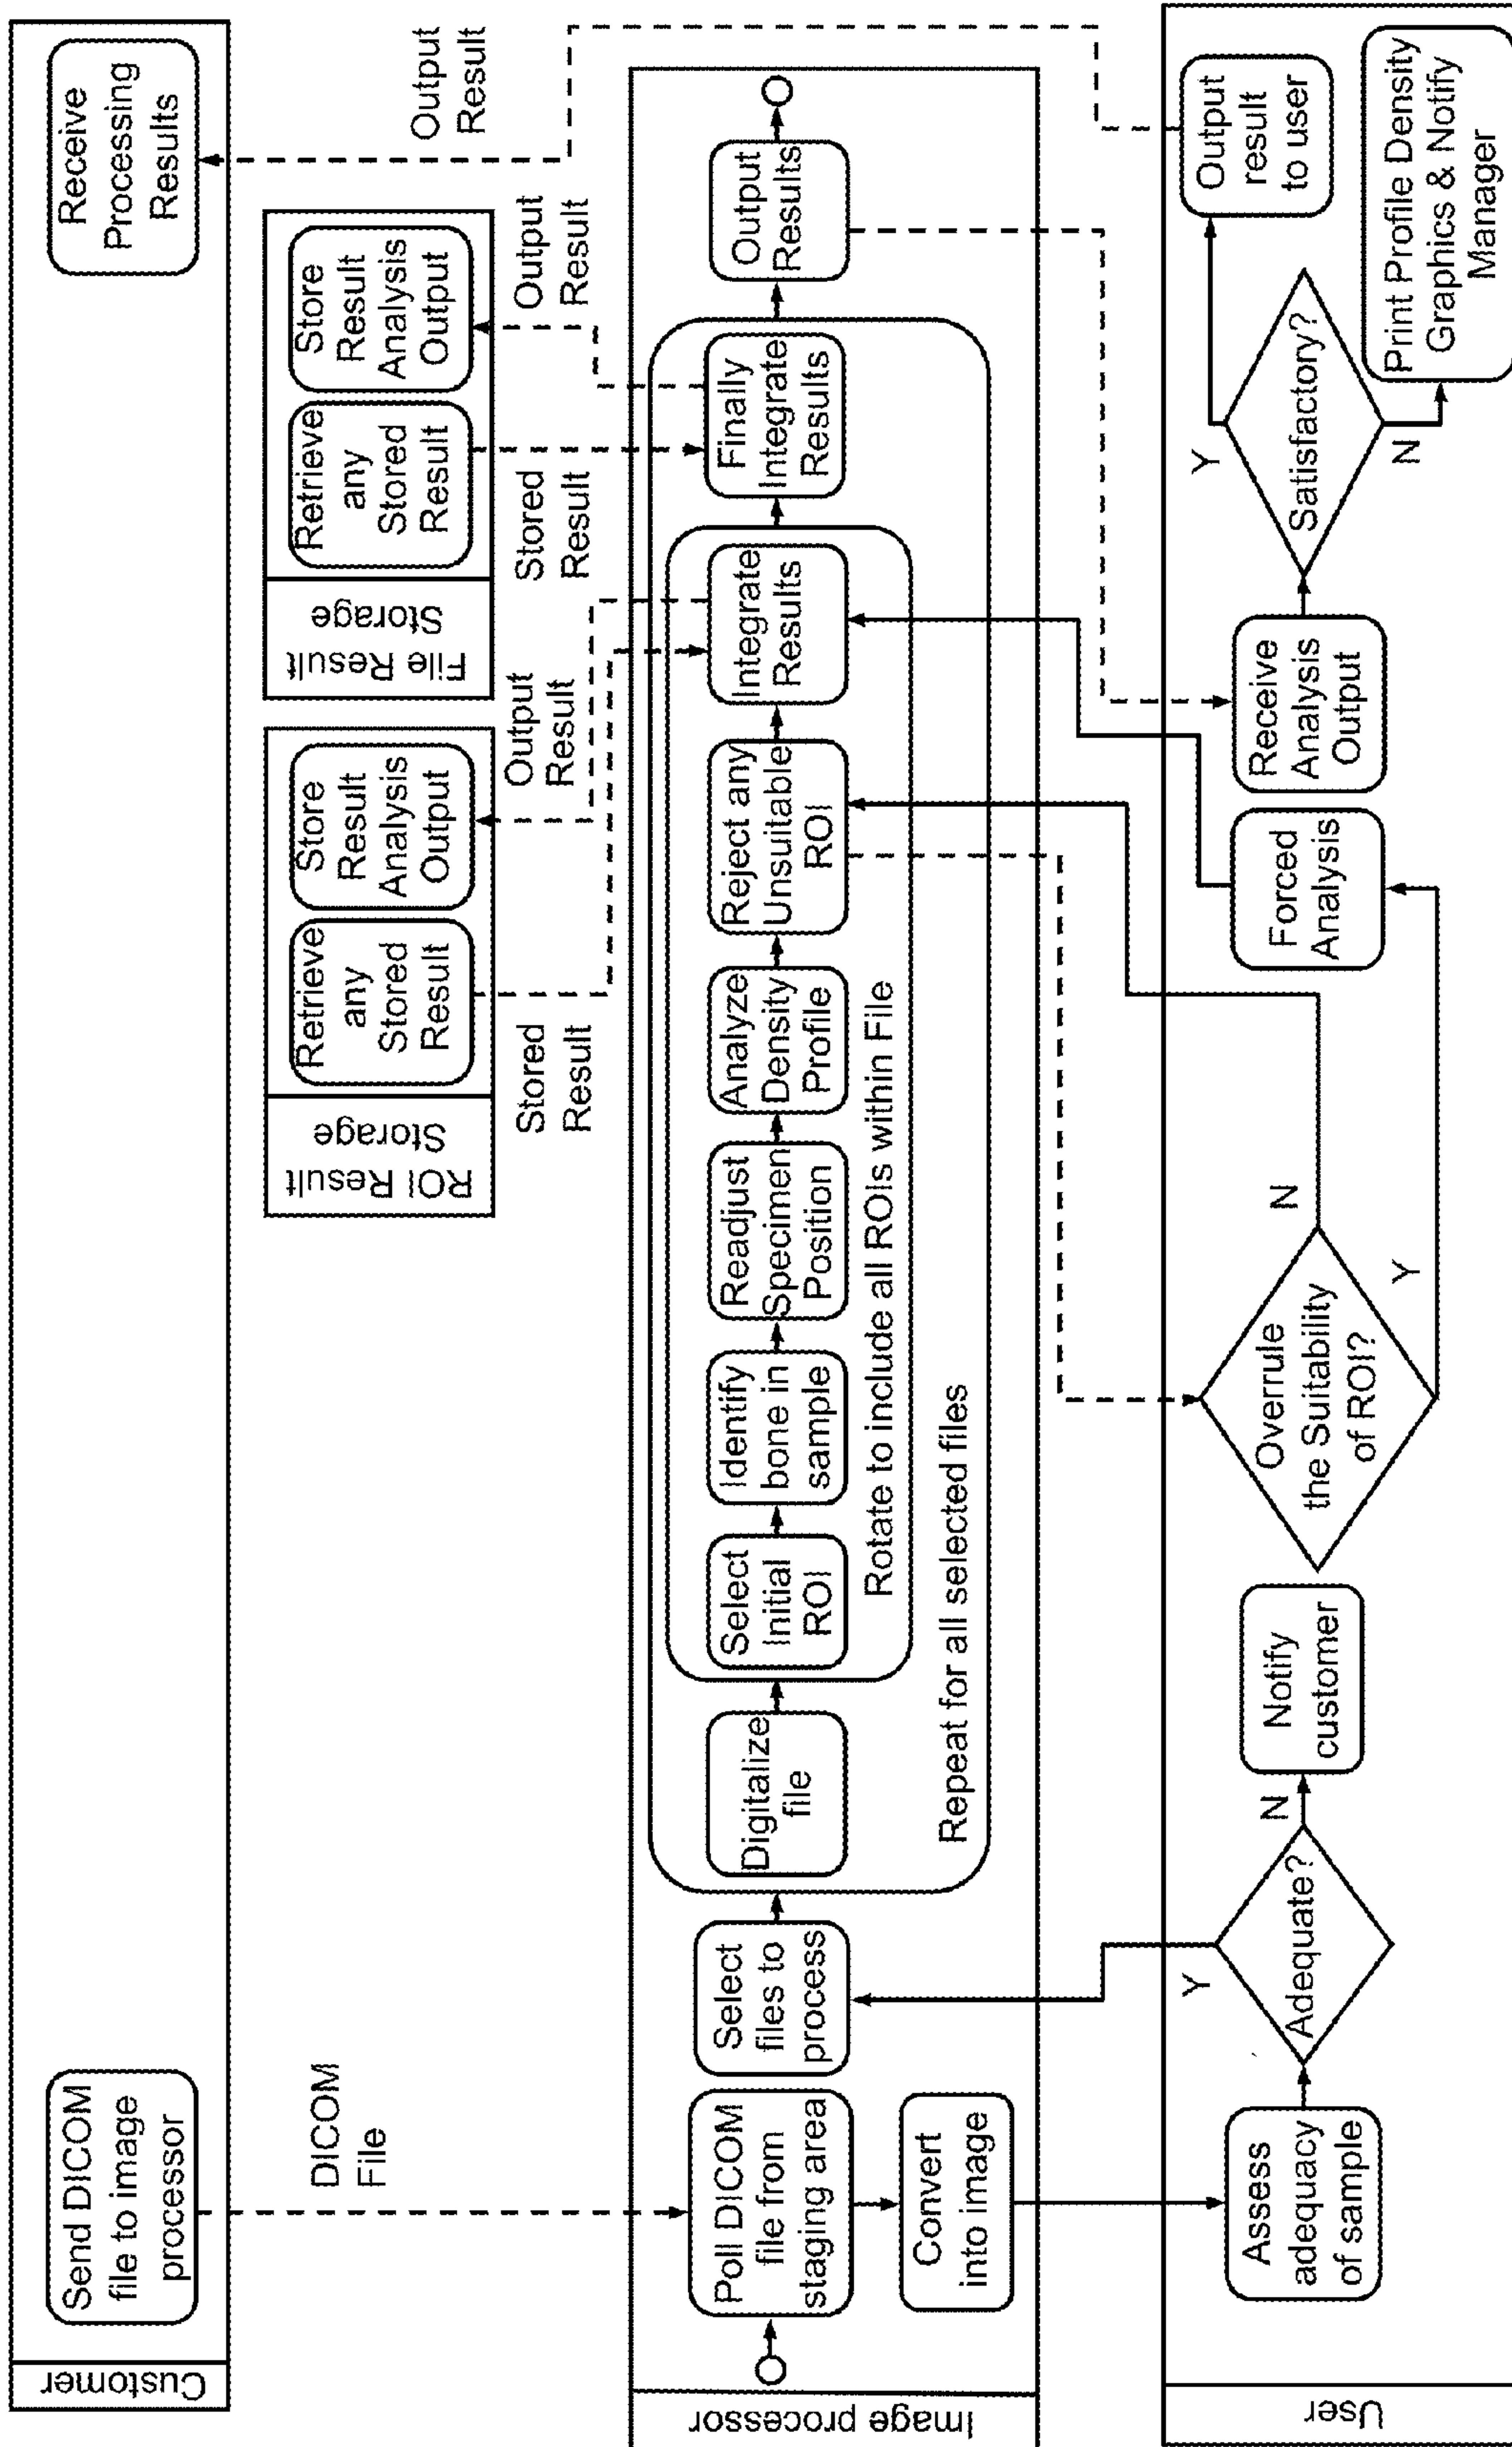 Customer
Send DICOM
file to image
processor
Receive
Processing
Results
DICOM
File
ROI Result
Storage
Retrieve
any
Stored
Result
Store
Result
Analysis
Output
File Result
Storage
Retrieve
any
Stored
Result
Store
Result
Analysis
Output
Stored
Result
Output
Result
Stored
Result
Output
Result
Output
Result
Image processor
Poll DICOM
file from
staging area
Convert
into image
Select
files to
process
Digitalize
file
Select
Initial
ROI
Identify
bone in
sample
Readjust
Specimen
Position
Analyze
Density
Profile
Reject any
Unsuitable
ROI
Integrate
Results
Finally
Integrate
Results
Output
Results
Rotate to include all ROIs within File
Repeat for all selected files
User
Assess
adequacy
of sample
Adequate?
Y
N
Notify
customer
Overrule
the Suitability
of ROI?
N
Y
Forced
Analysis
Receive
Analysis
Output
Satisfactory?
Y
N
Output
result
to user
Print Profile Density
Graphics & Notify
Manager